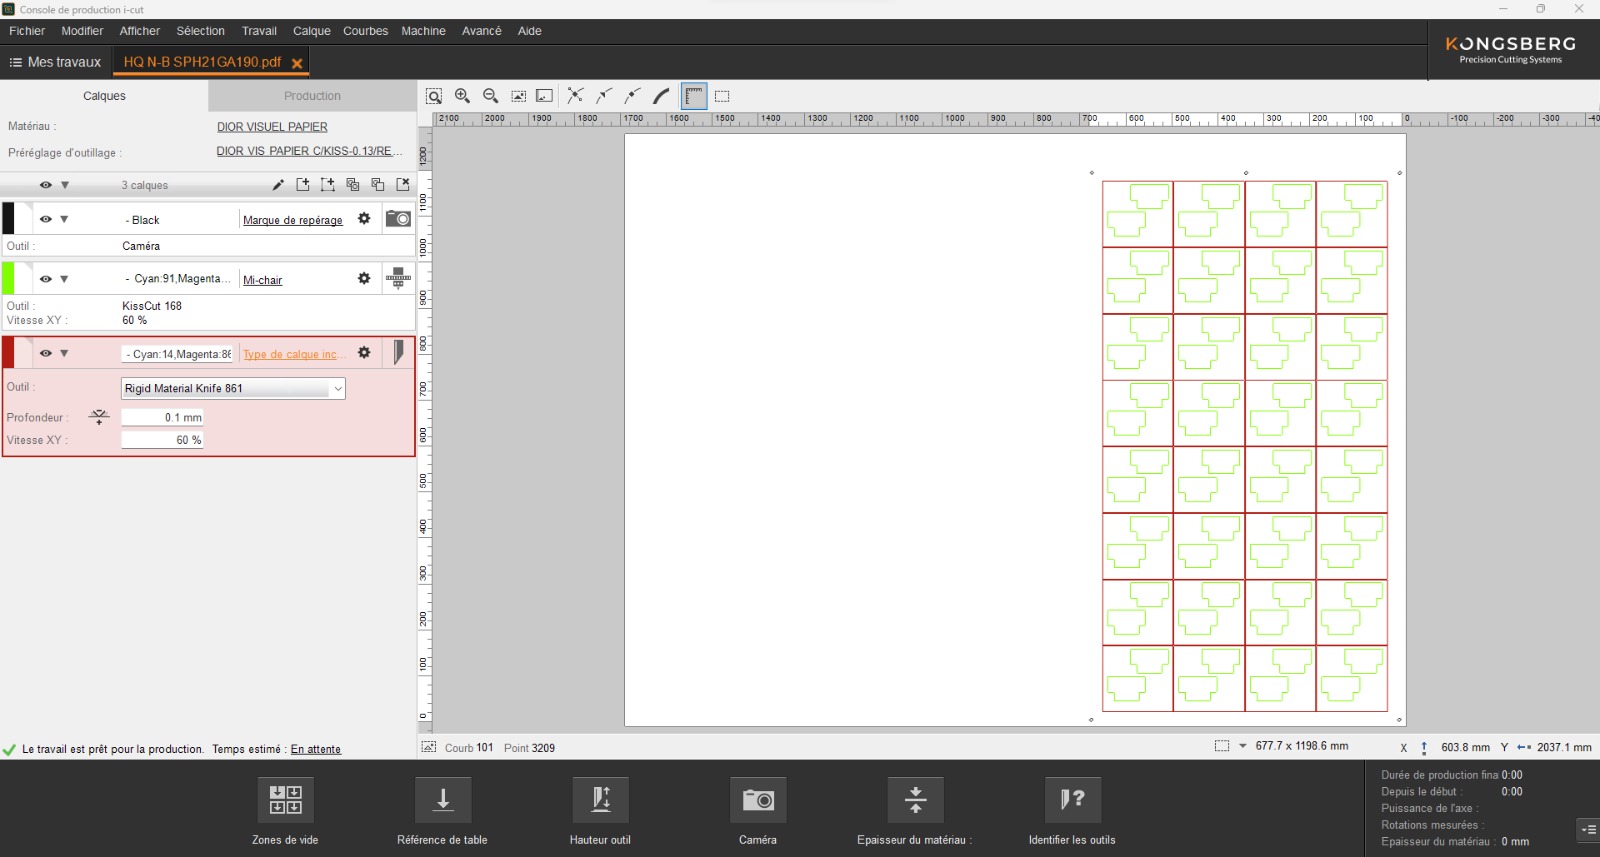 Console de production i-cut
Fichier Modifier Afficher Sélection Travail Calque Courbes Machine Avancé Aide
KONGSBERG
Precision Cutting Systems
Mes travaux HQ N-B SPH21GA190.pdf
Calques Production
Matériau : DIOR VISUEL PAPIER
Préréglage d'outillage : DIOR VIS PAPIER C/KISS-0.13/RE...
3 calques
- Black Marque de repérage
Outil : Caméra
- Cyan:91,Magenta... Mi-chair
Outil : KissCut 168
Vitesse XY : 60 %
- Cyan:14,Magenta:86 Type de calque inc...
Outil : Rigid Material Knife 861
Profondeur : 0.1 mm
Vitesse XY : 60 %
2100 2000 1900 1800 1700 1600 1500 1400 1300 1200 1100 1000 900 800 700 600 500 400 300 200 100 0 -100 -200 -300 -40
1200
1100
1000
900
800
700
600
500
400
300
200
100
0
Le travail est prêt pour la production. Temps estimé : En attente
Courb 101 Point 3209
677.7 x 1198.6 mm
X 603.8 mm Y 2037.1 mm
Zones de vide
Référence de table
Hauteur outil
Caméra
Epaisseur du matériau :
?
Identifier les outils
Durée de production fina 0:00
Depuis le début : 0:00
Puissance de l'axe :
Rotations mesurées :
Epaisseur du matériau : 0 mm